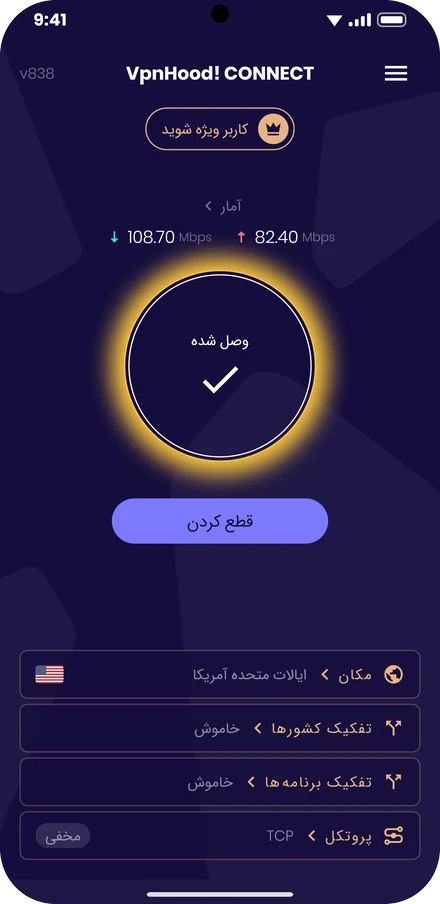 9:41
VpnHood! CONNECT
v838
کاربر ویژه شوید
آمار
108.70 Mbps 82.40 Mbps
وصل شده
قطع کردن
مکان ایالات متحده آمریکا
تفکیک کشورها خاموش
تفکیک برنامه‌ها خاموش
پروتکل TCP مخفی